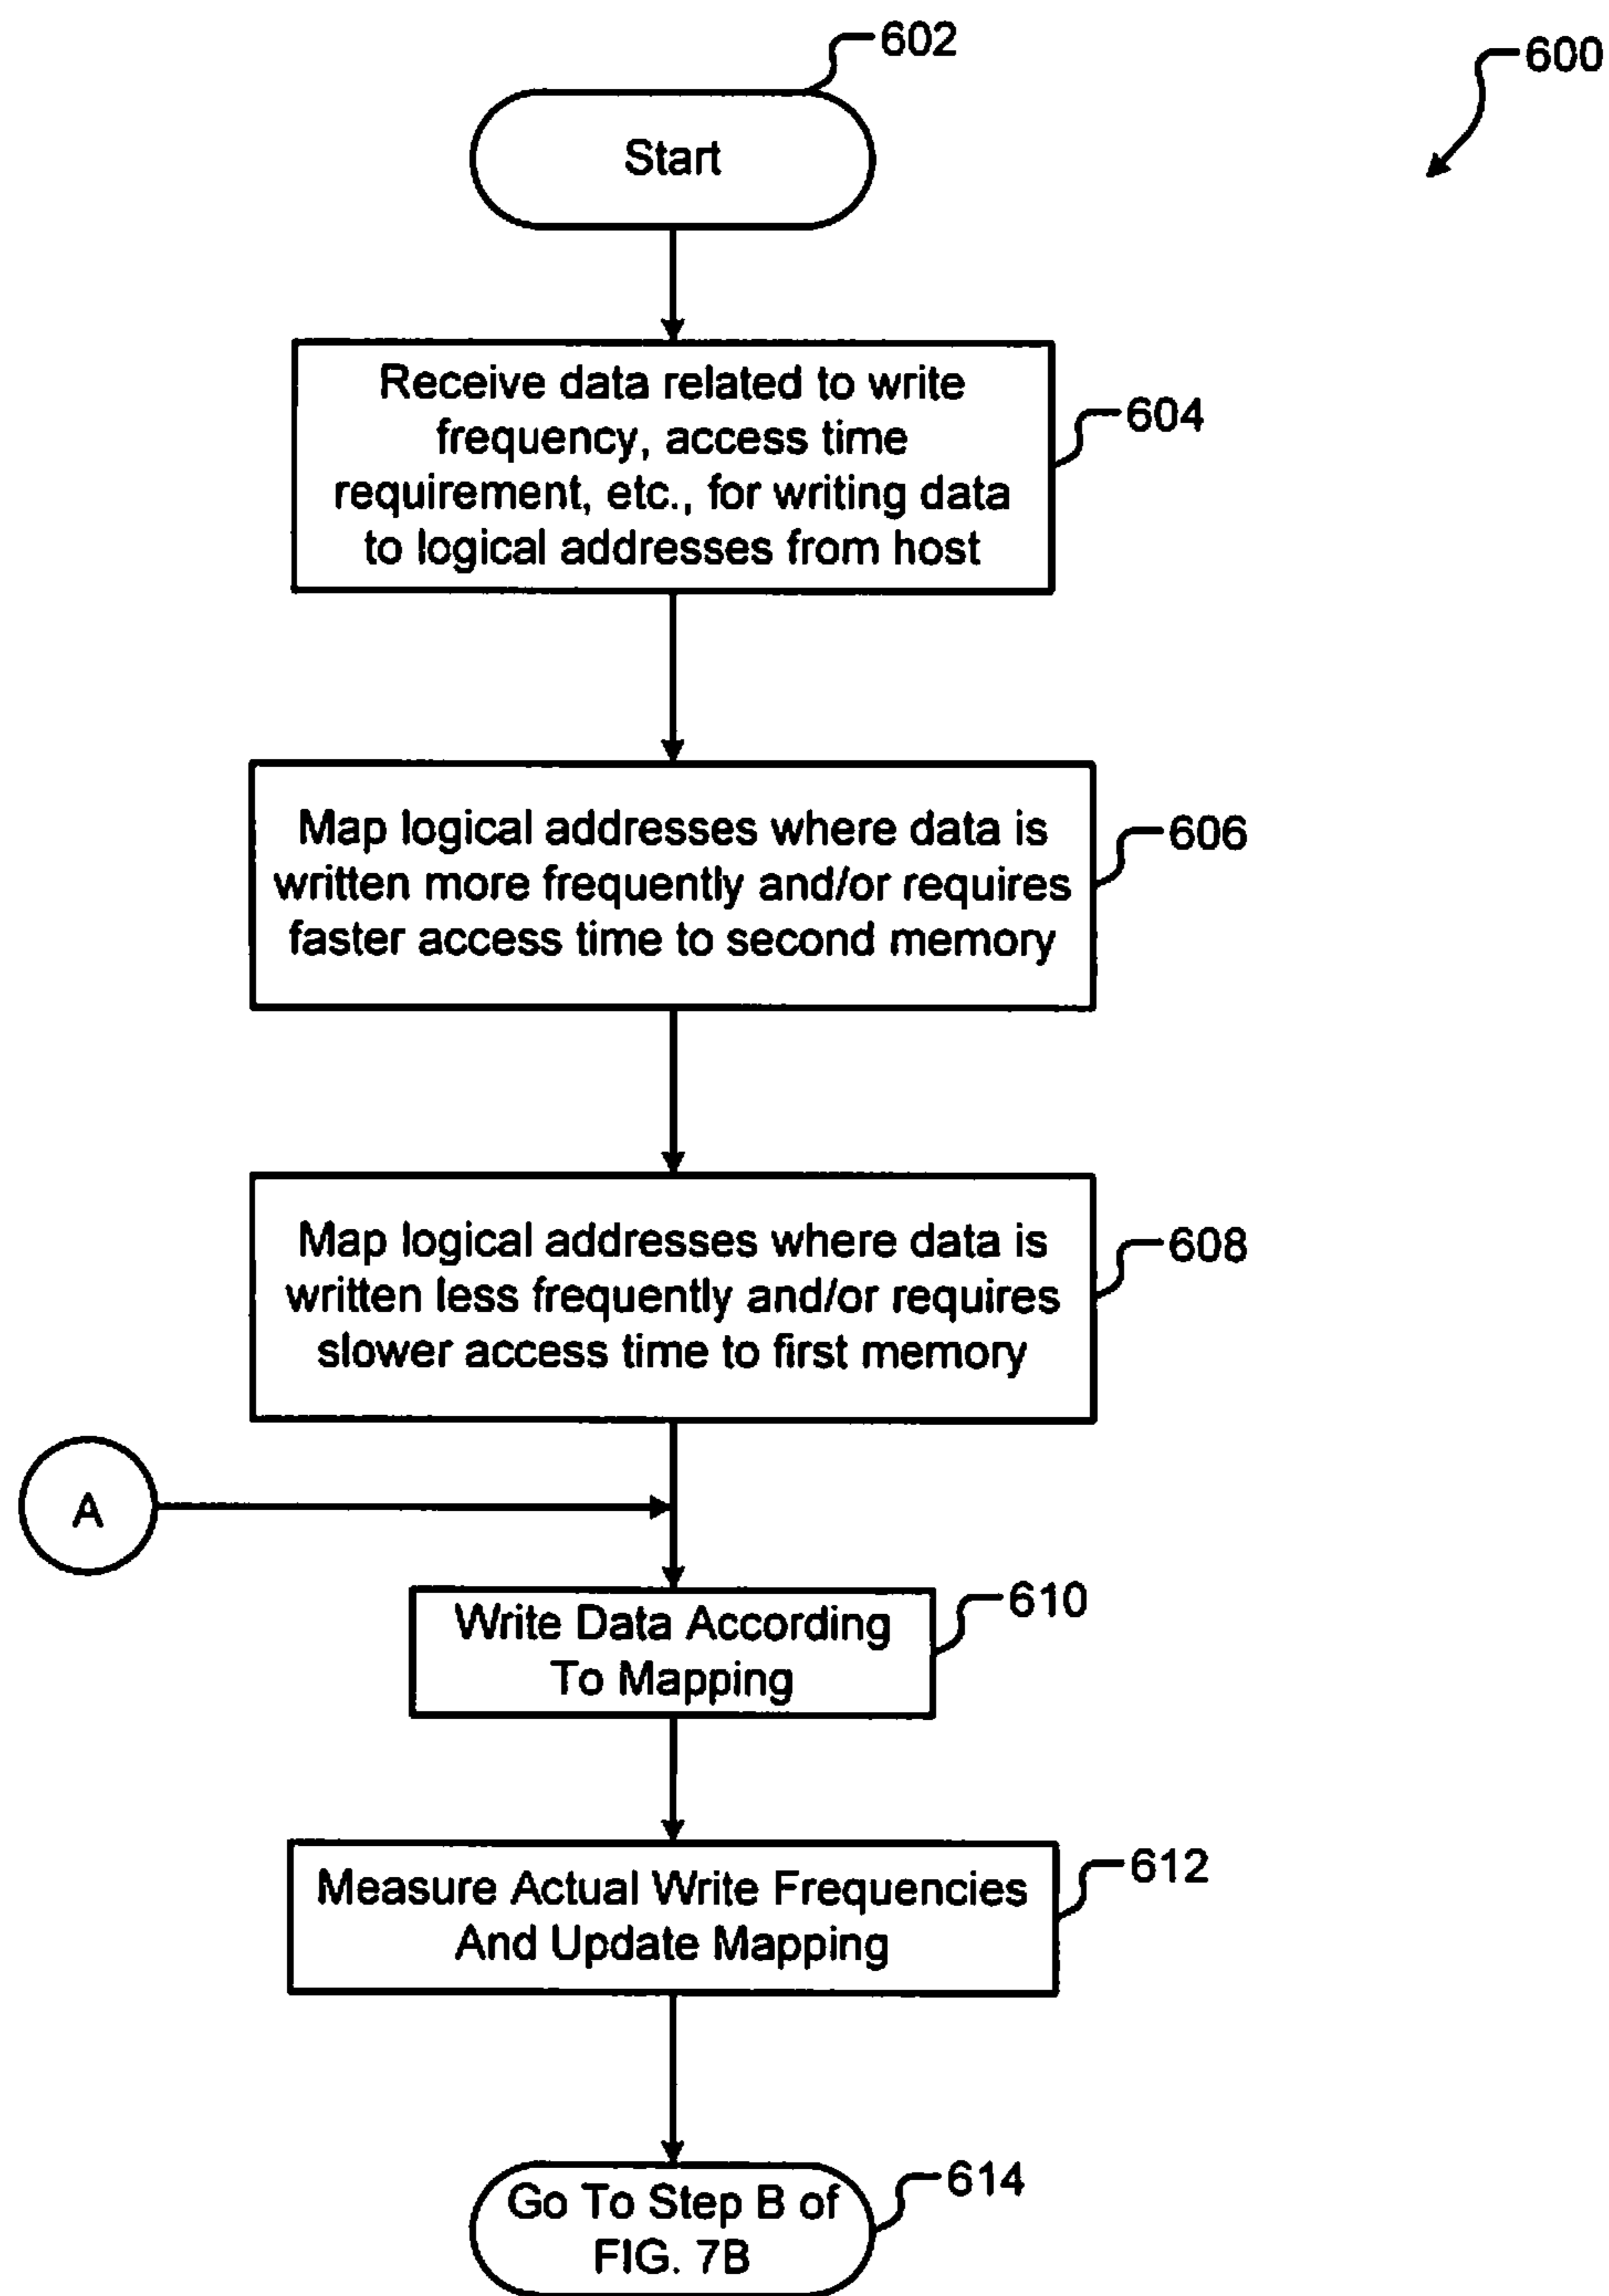 602
600
Start
Receive data related to write
frequency, access time
requirement, etc., for writing data
to logical addresses from host
604
Map logical addresses where data is
written more frequently and/or requires
faster access time to second memory
606
Map logical addresses where data is
written less frequently and/or requires
slower access time to first memory
608
A
Write Data According
To Mapping
610
Measure Actual Write Frequencies
And Update Mapping
612
Go To Step B of
FIG. 7B
614